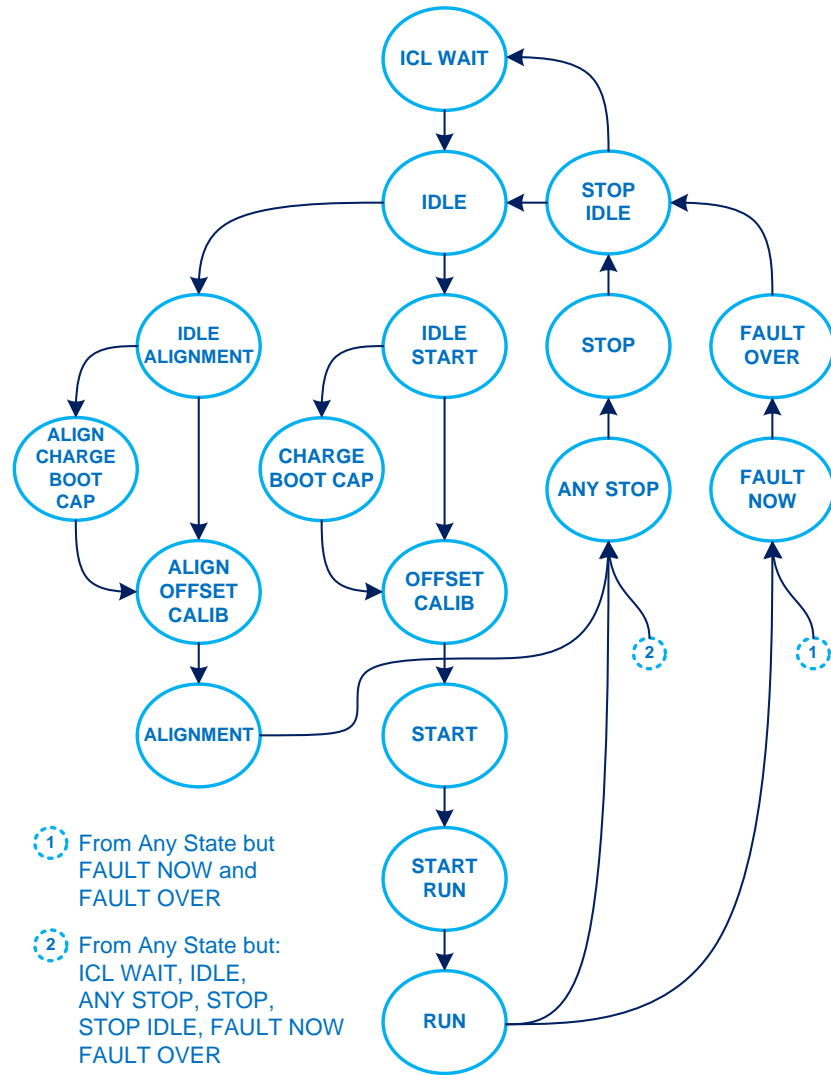 ICL WAIT
IDLE
STOP
IDLE
IDLE
ALIGNMENT
IDLE
START
STOP
FAULT
OVER
ALIGN
CHARGE
BOOT
CAP
CHARGE
BOOT CAP
ANY STOP
FAULT
NOW
ALIGN
OFFSET
CALIB
OFFSET
CALIB
2
1
ALIGNMENT
START
START
RUN
RUN
1 From Any State but
FAULT NOW and
FAULT OVER
2 From Any State but:
ICL WAIT, IDLE,
ANY STOP, STOP,
STOP IDLE, FAULT NOW
FAULT OVER